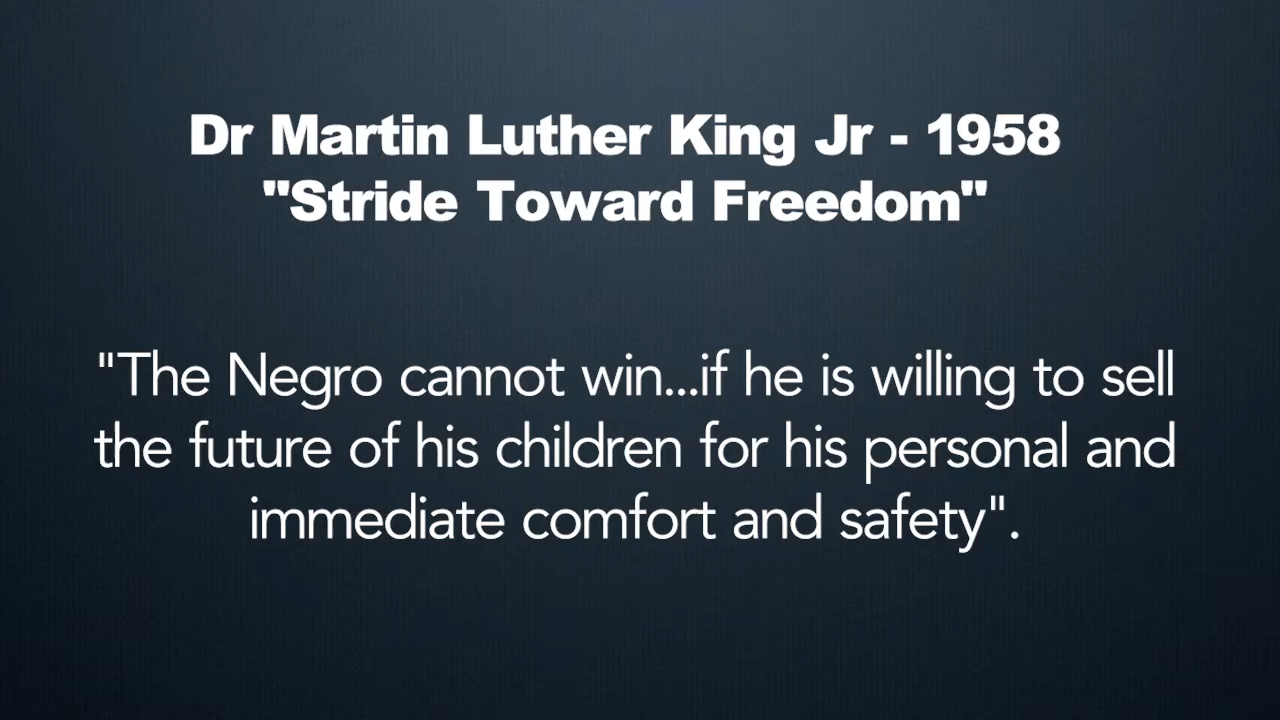 Dr Martin Luther King Jr - 1958
"Stride Toward Freedom"
"The Negro cannot win...if he is willing to sell
the future of his children for his personal and
immediate comfort and safety".